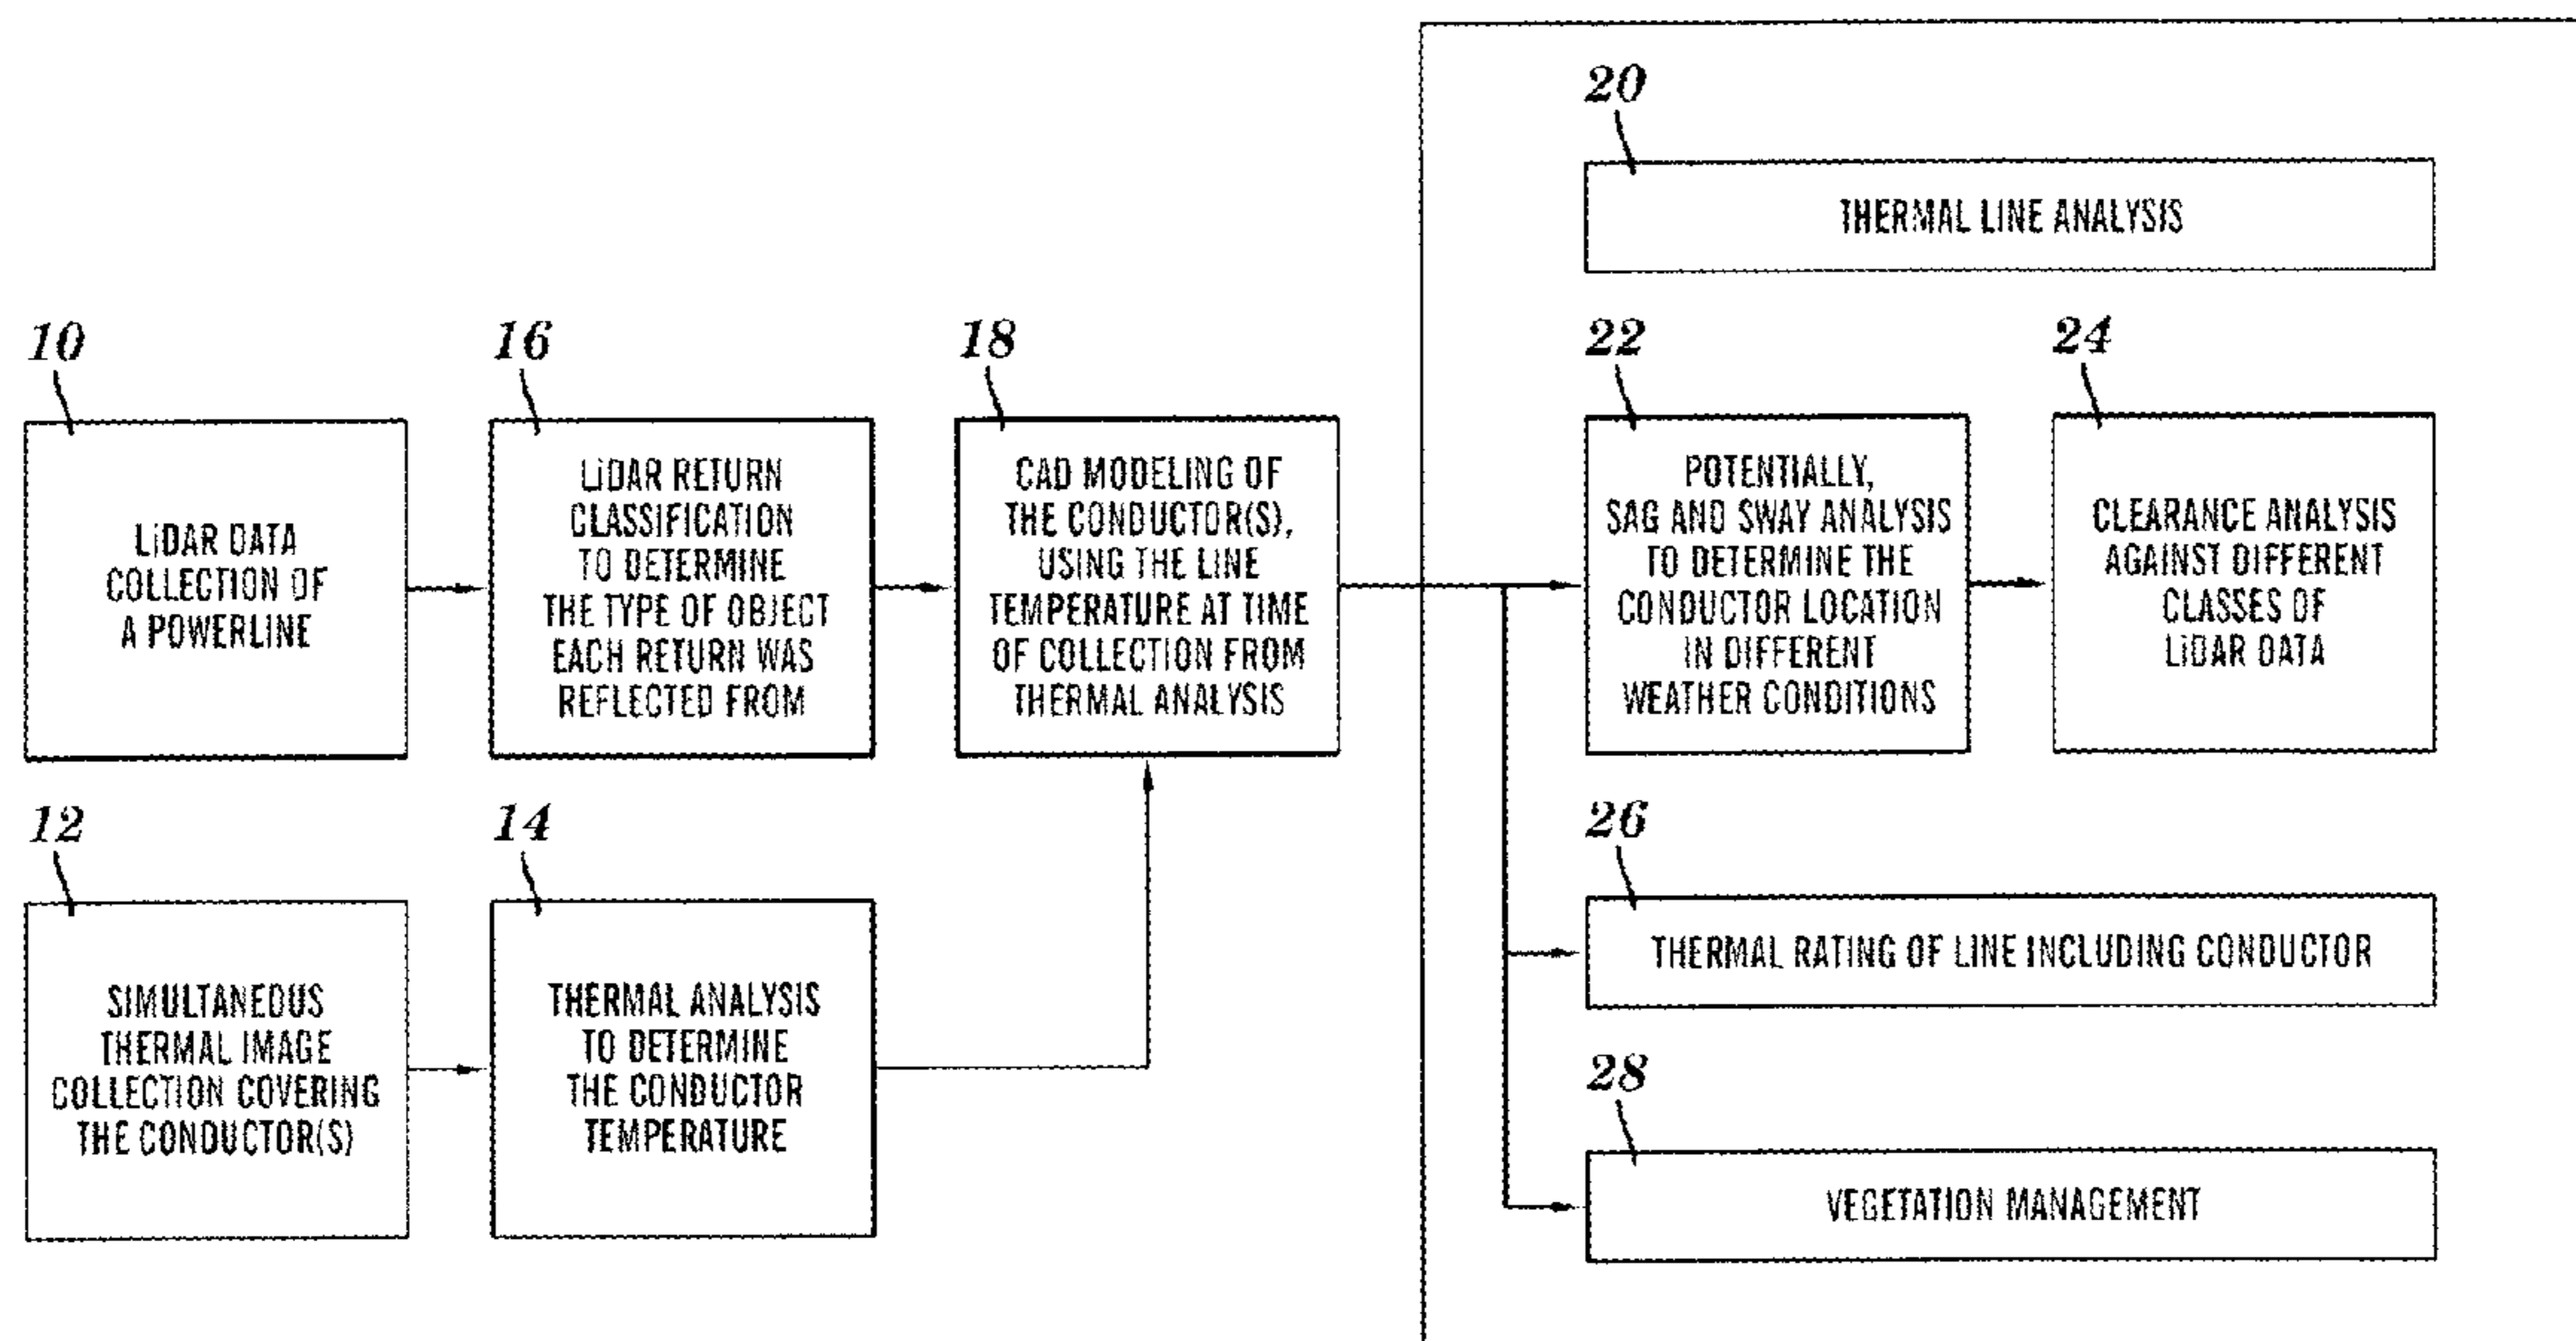 20
THERMAL LINE ANALYSIS
10
LiDAR DATA
COLLECTION OF
A POWERLINE
16
LiDAR RETURN
CLASSIFICATION
TO DETERMINE
THE TYPE OF OBJECT
EACH RETURN WAS
REFLECTED FROM
18
CAD MODELING OF
THE CONDUCTOR(S),
USING THE LINE
TEMPERATURE AT TIME
OF COLLECTION FROM
THERMAL ANALYSIS
22
POTENTIALLY,
SAG AND SWAY ANALYSIS
TO DETERMINE THE
CONDUCTOR LOCATION
IN DIFFERENT
WEATHER CONDITIONS
24
CLEARANCE ANALYSIS
AGAINST DIFFERENT
CLASSES OF
LiDAR DATA
12
SIMULTANEOUS
THERMAL IMAGE
COLLECTION COVERING
THE CONDUCTOR(S)
14
THERMAL ANALYSIS
TO DETERMINE
THE CONDUCTOR
TEMPERATURE
26
THERMAL RATING OF LINE INCLUDING CONDUCTOR
28
VEGETATION MANAGEMENT